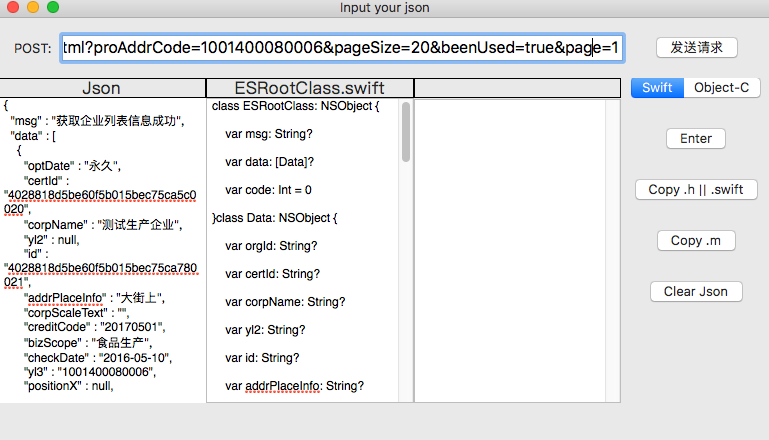 Input your json
POST: tml?proAddrCode=1001400080006&pageSize=20&beenUsed=true&page=1 发送请求
Json ESRootClass.swift Swift Object-C
{
"msg" : "获取企业列表信息成功",
"data" : [
{
"optDate" : "永久",
"certId" :
"4028818d5be60f5b015bec75ca5c0
020",
"corpName" : "测试生产企业",
"yl2" : null,
"id" :
"4028818d5be60f5b015bec75ca780
021",
"addrPlaceInfo" : "大街上",
"corpScaleText" : "",
"creditCode" : "20170501",
"bizScope" : "食品生产",
"checkDate" : "2016-05-10",
"yl3" : "1001400080006",
"positionX" : null,
class ESRootClass: NSObject {
var msg: String?
var data: [Data]?
var code: Int = 0
}class Data: NSObject {
var orgId: String?
var certId: String?
var corpName: String?
var yl2: String?
var id: String?
var addrPlaceInfo: String?
Enter
Copy .h || .swift
Copy .m
Clear Json